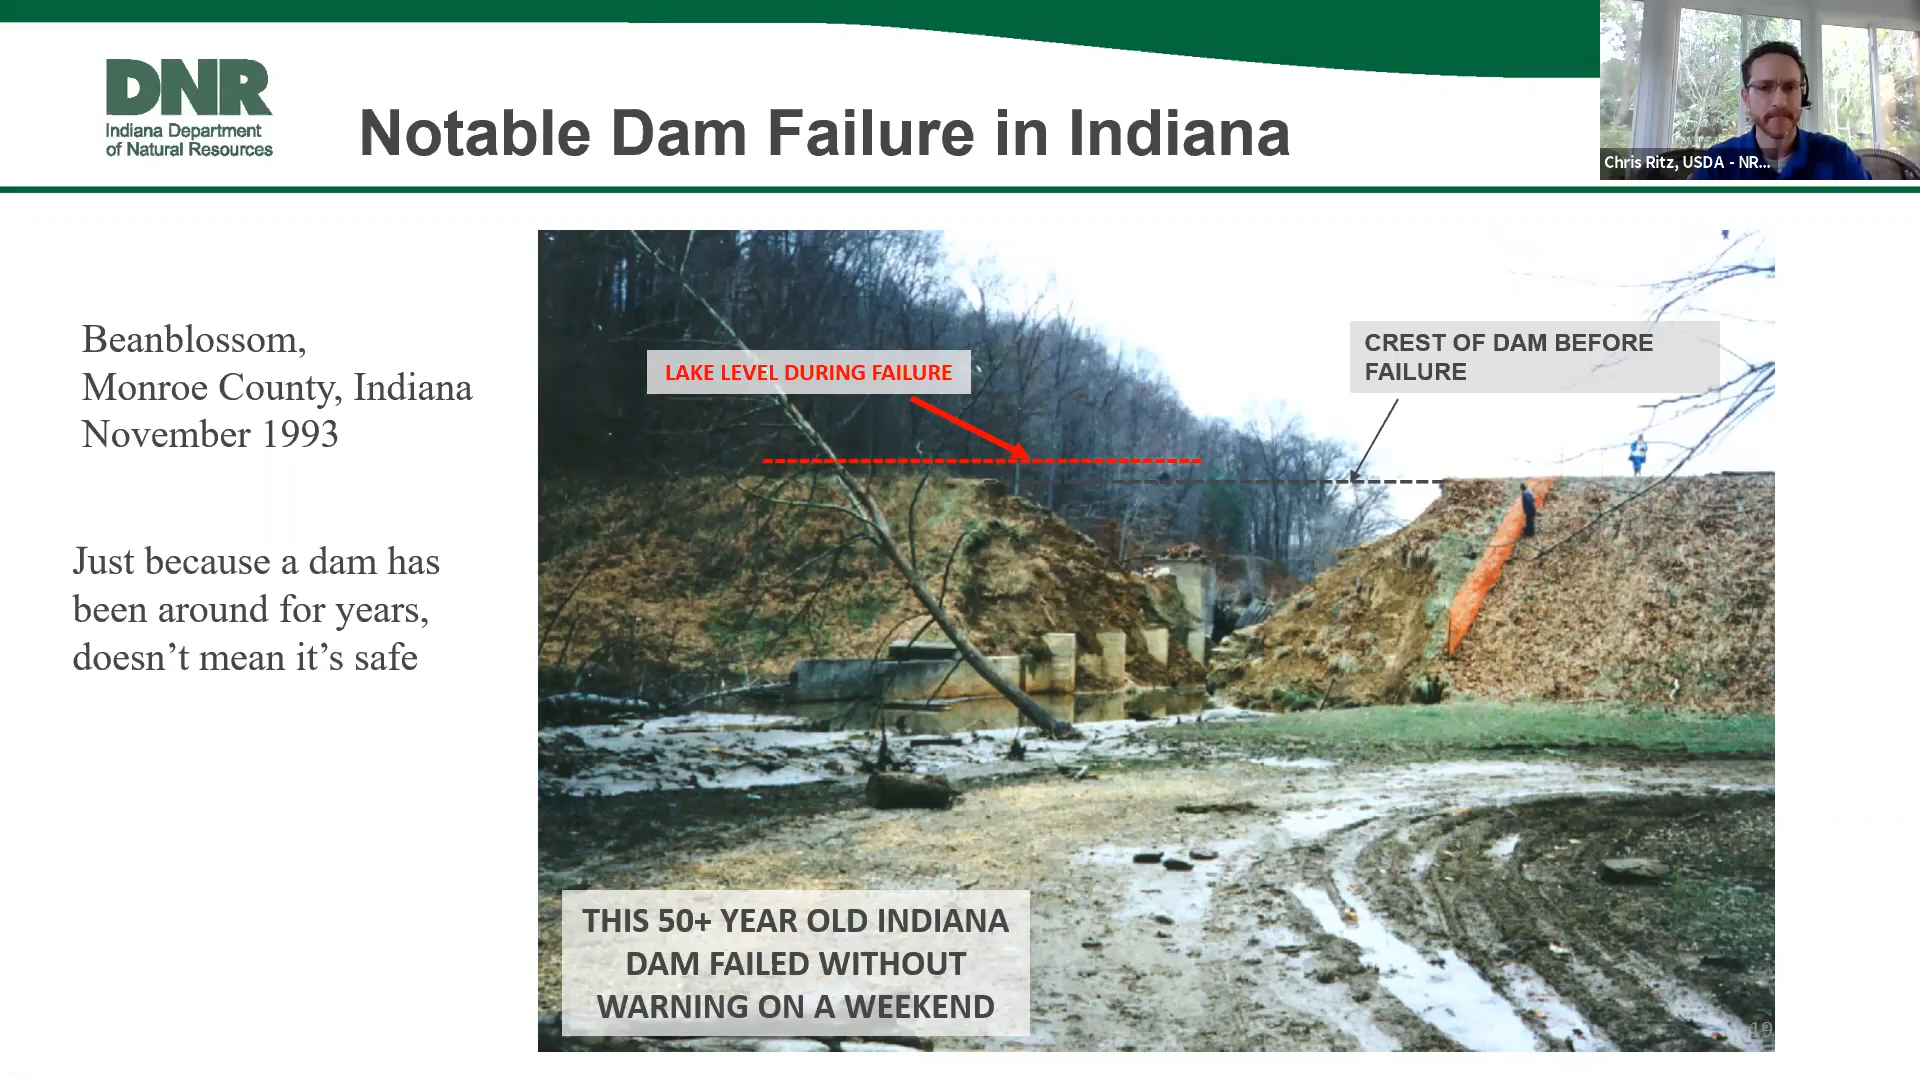 DNR
Indiana Department
of Natural Resources
Notable Dam Failure in Indiana
Chris Ritz, USDA - NR...
Beanblossom,
Monroe County, Indiana
November 1993
Just because a dam has
been around for years,
doesn’t mean it’s safe
LAKE LEVEL DURING FAILURE
CREST OF DAM BEFORE
FAILURE
THIS 50+ YEAR OLD INDIANA
DAM FAILED WITHOUT
WARNING ON A WEEKEND
19